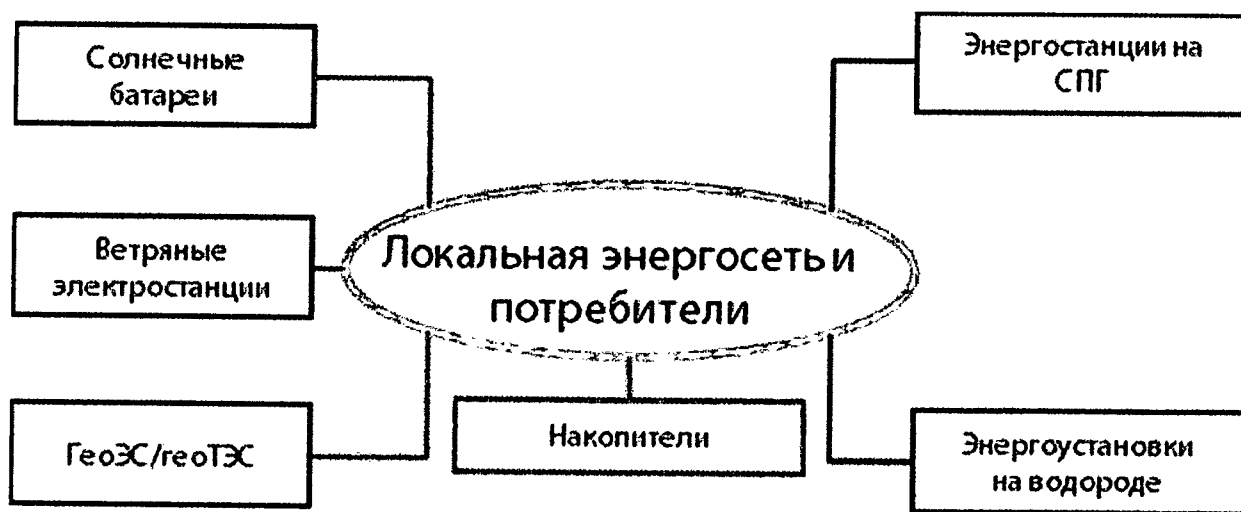 Солнечные
батареи
Энергостанции на
СПГ
Ветряные
электростанции
Локальная энергосеть и
потребители
ГеоЭС/геоТЭС
Накопители
Энергоустановки
на водороде